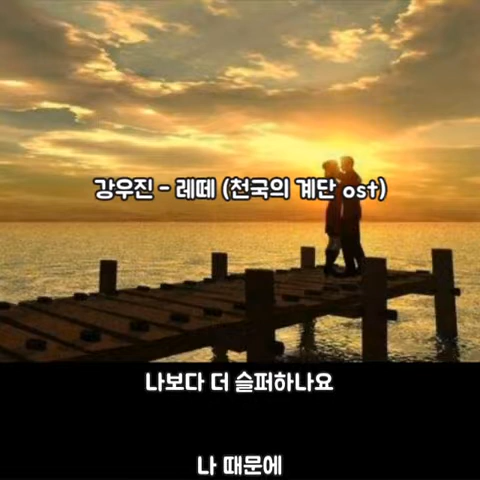 강우진 - 레떼 (천국의 계단 ost)
나보다 더 슬퍼하나요
나 때문에